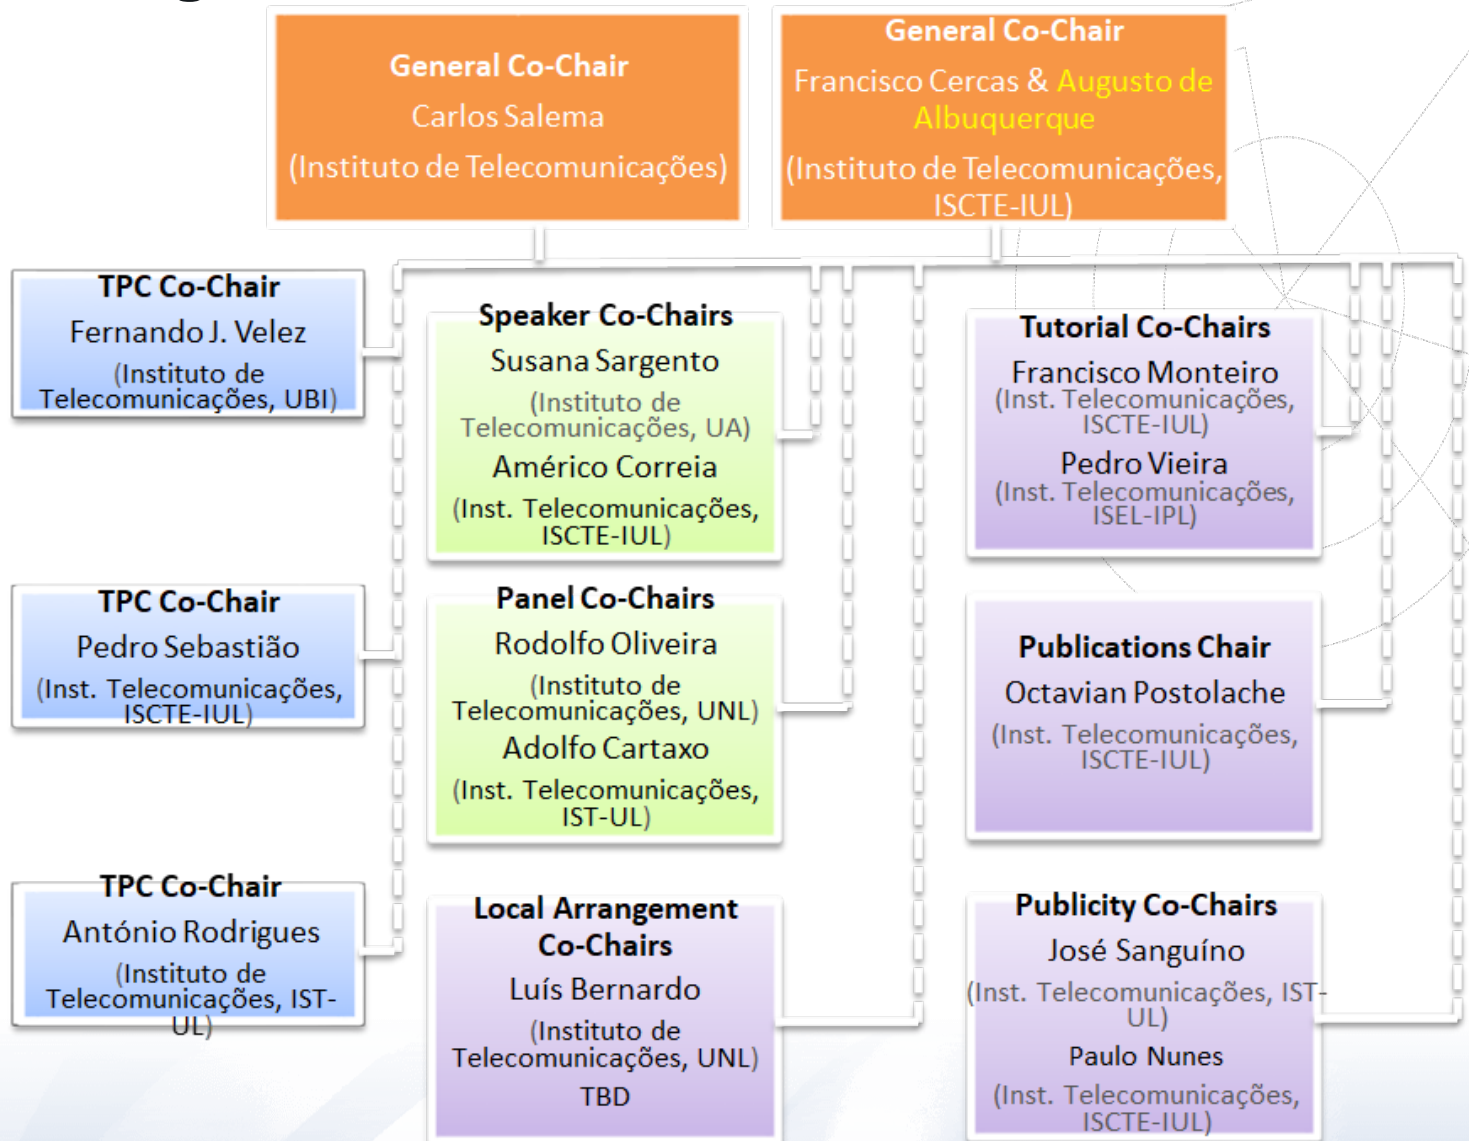 General Co-Chair
Carlos Salema
(Instituto de Telecomunicações)
General Co-Chair
Francisco Cercas & Augusto de
Albuquerque
(Instituto de Telecomunicações,
ISCTE-IUL)
TPC Co-Chair
Fernando J. Velez
(Instituto de
Telecomunicações, UBI)
TPC Co-Chair
Pedro Sebastião
(Inst. Telecomunicações,
ISCTE-IUL)
TPC Co-Chair
António Rodrigues
(Instituto de
Telecomunicações, IST-
UL)
Speaker Co-Chairs
Susana Sargento
(Instituto de
Telecomunicações, UA)
Américo Correia
(Inst. Telecomunicações,
ISCTE-IUL)
Panel Co-Chairs
Rodolfo Oliveira
(Instituto de
Telecomunicações, UNL)
Adolfo Cartaxo
(Inst. Telecomunicações,
IST-UL)
Local Arrangement
Co-Chairs
Luís Bernardo
(Instituto de
Telecomunicações, UNL)
TBD
Tutorial Co-Chairs
Francisco Monteiro
(Inst. Telecomunicações,
ISCTE-IUL)
Pedro Vieira
(Inst. Telecomunicações,
ISEL-IPL)
Publications Chair
Octavian Postolache
(Inst. Telecomunicações,
ISCTE-IUL)
Publicity Co-Chairs
José Sanguíno
(Inst. Telecomunicações, IST-
UL)
Paulo Nunes
(Inst. Telecomunicações,
ISCTE-IUL)